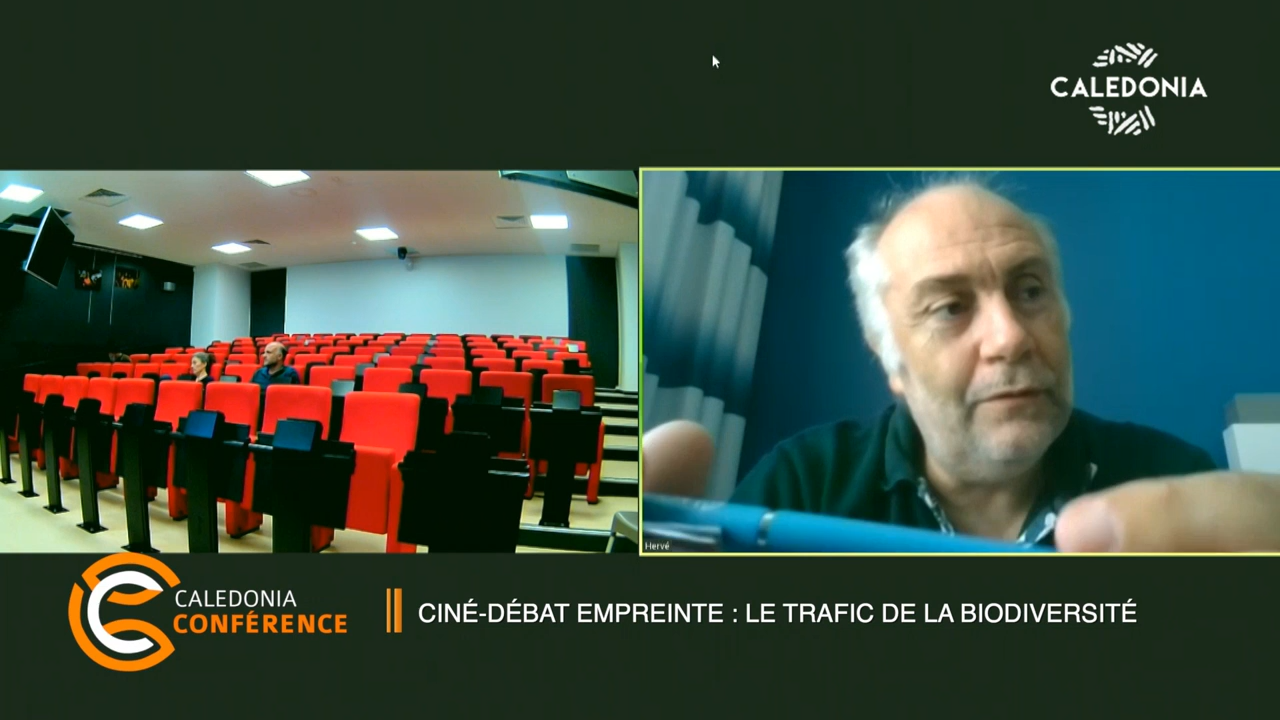 CALEDONIA
Hervé
CALEDONIA
CONFÉRENCE
CINÉ-DÉBAT EMPREINTE : LE TRAFIC DE LA BIODIVERSITÉ